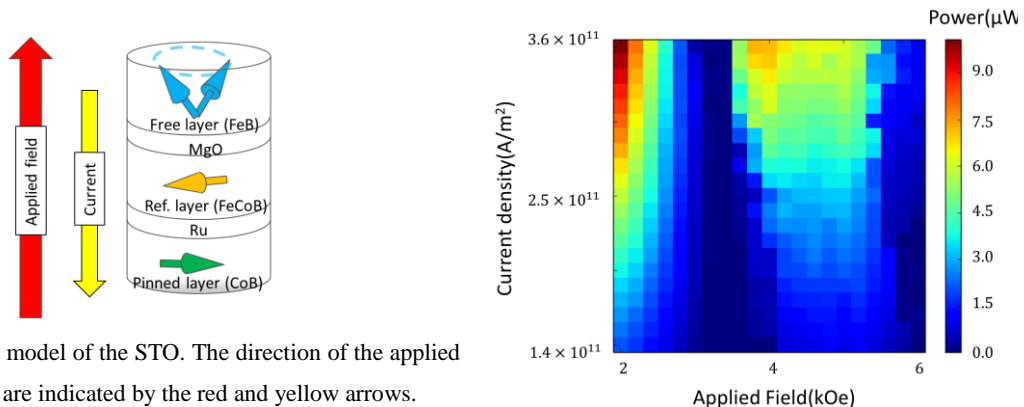 Applied field
Current
Free layer (FeB)
MgO
Ref. layer (FeCoB)
Ru
Pinned layer (CoB)
model of the STO. The direction of the applied
are indicated by the red and yellow arrows.
Power(μW
3.6 × 10¹¹
2.5 × 10¹¹
1.4 × 10¹¹
Current density(A/m²)
2
4
6
Applied Field(kOe)
9.0
7.5
6.0
4.5
3.0
1.5
0.0